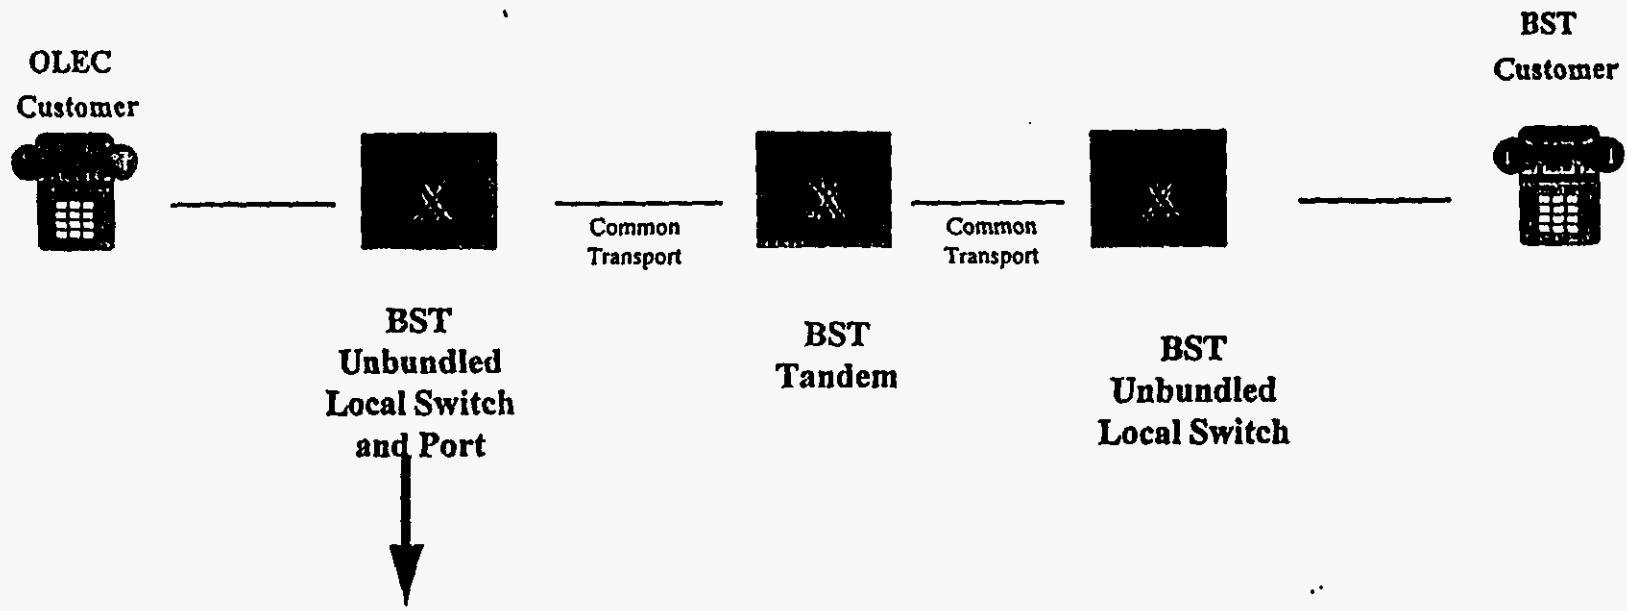 OLEC
Customer
BST
Customer
Common
Transport
Common
Transport
BST
Unbundled
Local Switch
and Port
BST
Tandem
BST
Unbundled
Local Switch